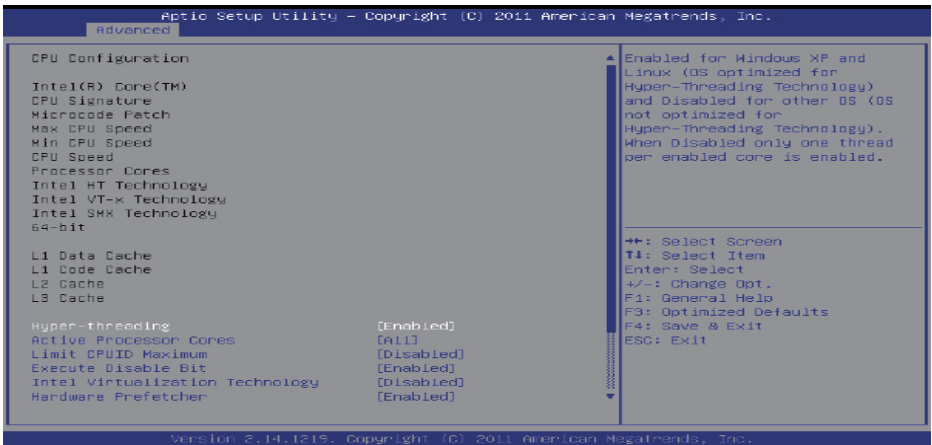 Aptio Setup Utility – Copyright (C) 2011 American Megatrends, Inc.
Advanced
CPU Configuration
Intel(R) Core(TM)
CPU Signature
Microcode Patch
Max CPU Speed
Min CPU Speed
CPU Speed
Processor Cores
Intel HT Technology
Intel VT-x Technology
Intel SMX Technology
64-bit
L1 Data Cache
L1 Code Cache
L2 Cache
L3 Cache
Hyper-threading [Enabled]
Active Processor Cores [All]
Limit CPUID Maximum [Disabled]
Execute Disable Bit [Enabled]
Intel Virtualization Technology [Disabled]
Hardware Prefetcher [Enabled]
Enabled for Windows XP and
Linux (OS optimized for
Hyper-Threading Technology)
and Disabled for other OS (OS
not optimized for
Hyper-Threading Technology).
When Disabled only one thread
per enabled core is enabled.
→←: Select Screen
↑↓: Select Item
Enter: Select
+/-: Change Opt.
F1: General Help
F3: Optimized Defaults
F4: Save & Exit
ESC: Exit
Version 2.14.1219. Copyright (C) 2011 American Megatrends, Inc.